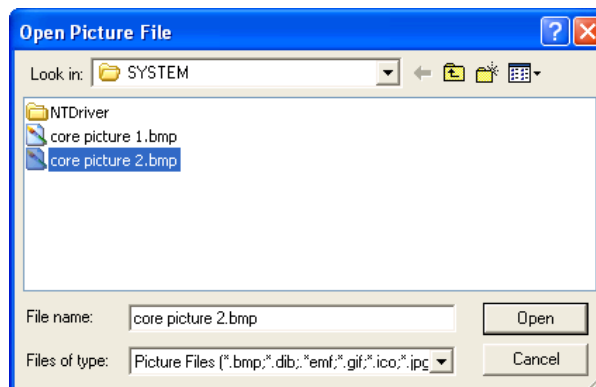 Open Picture File
Look in: SYSTEM
NTDriver
core picture 1.bmp
core picture 2.bmp
File name: core picture 2.bmp Open
Files of type: Picture Files (*.bmp;*.dib;.*emf;*.gif;*.ico;*.jpg Cancel